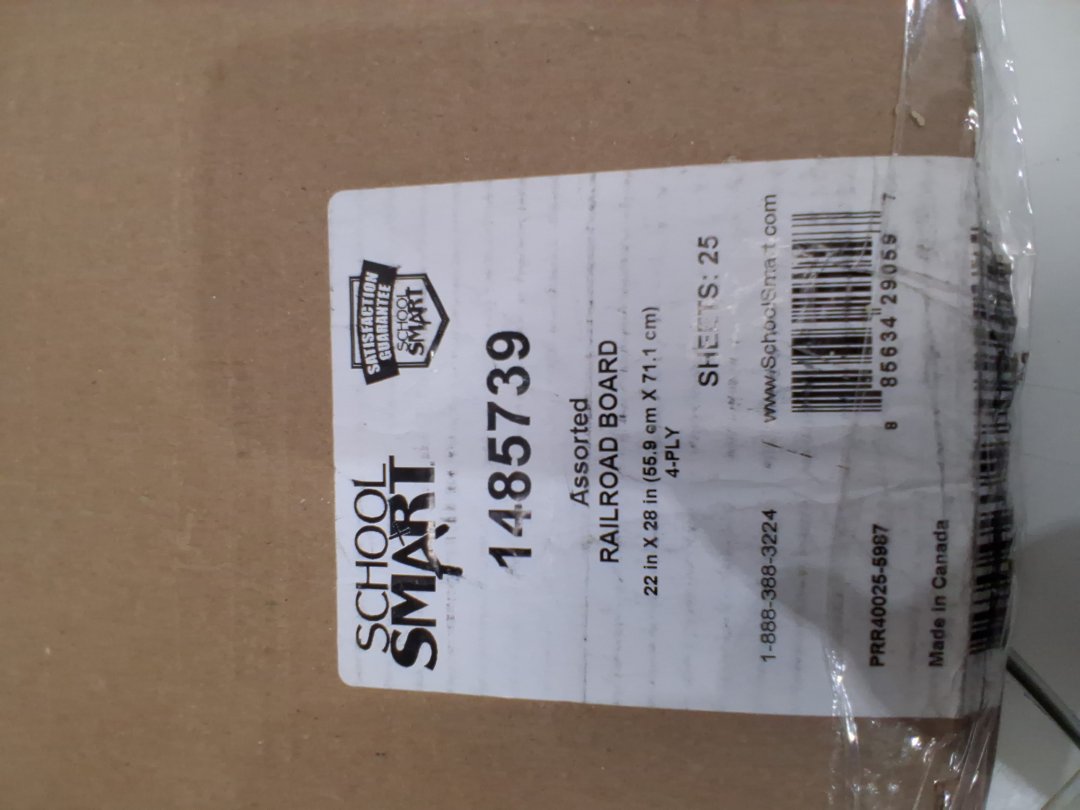 SCHOOL
SMART
SATISFACTION
GUARANTEE
SCHOOL
SMART
1485739
Assorted
RAILROAD BOARD
22 in X 28 in (55.9 cm X 71.1 cm)
4-PLY
SHEETS: 25
1-888-388-3224 / www.SchoolSmart.com
8 85634 29059 7
PRR40025-5987
Made in Canada